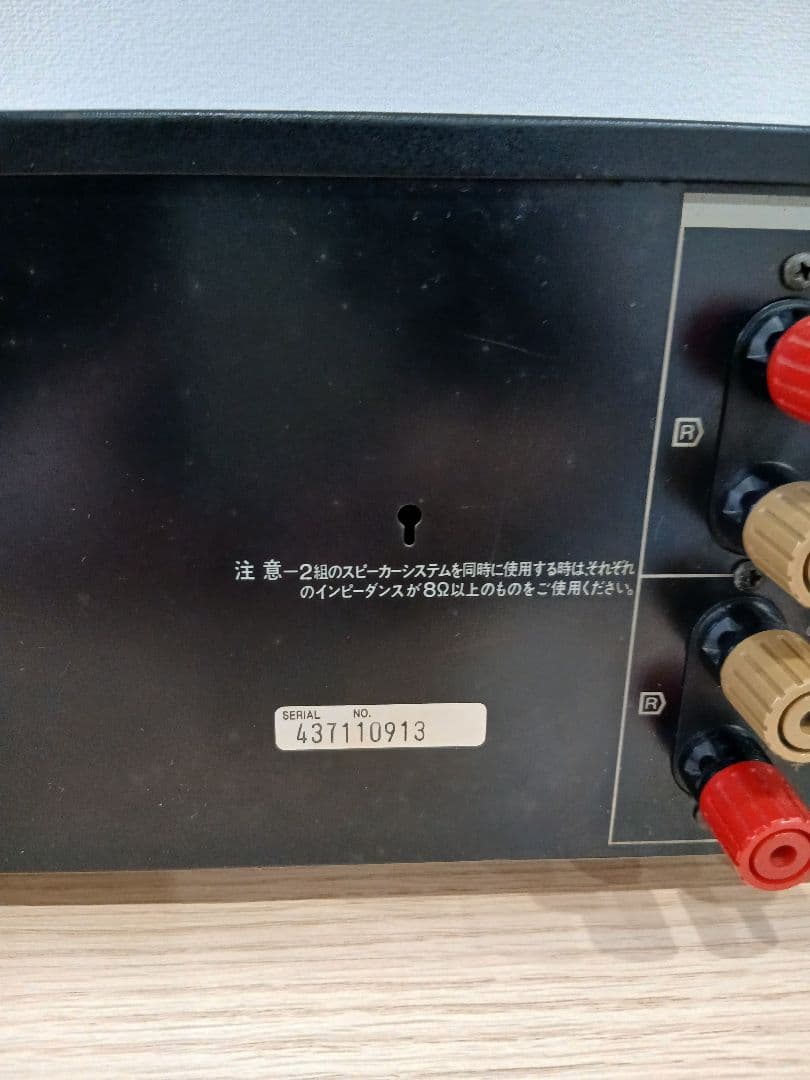 R
注 意－2組のスピーカーシステムを同時に使用する時は、それぞれ
のインピーダンスが8Ω以上のものをご使用ください。
R
SERIAL NO.
437110913